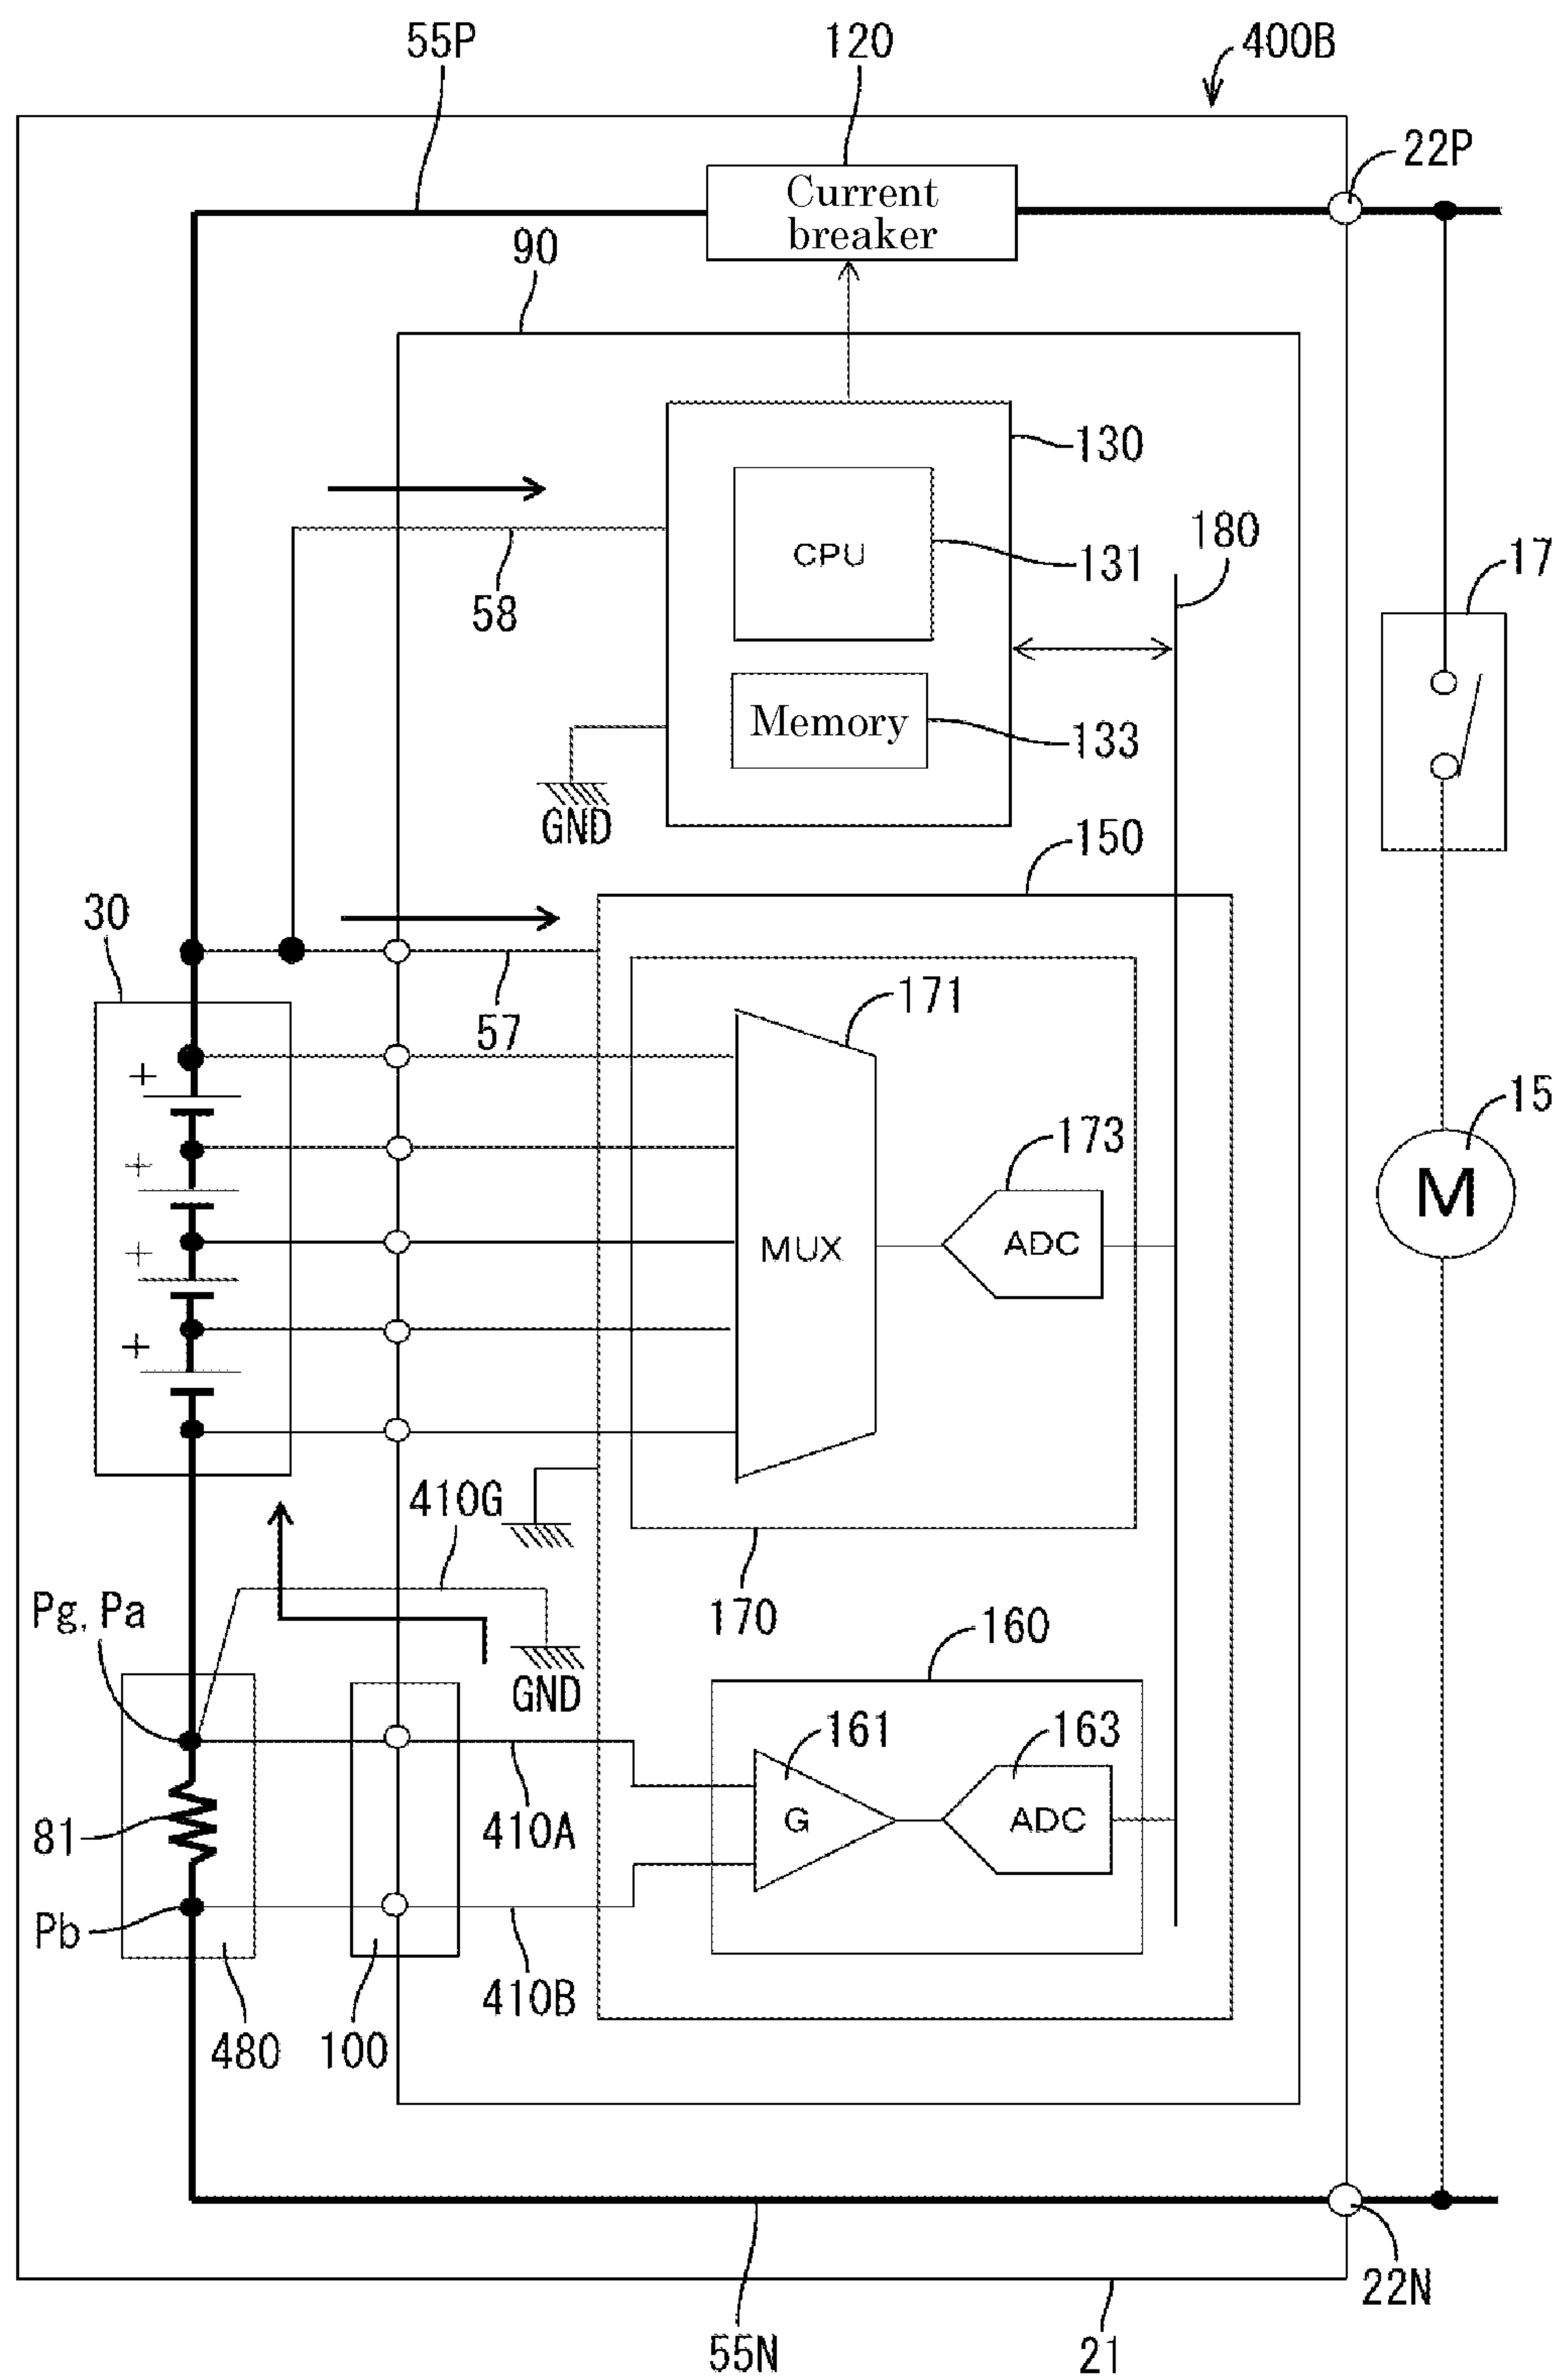 55P
120
400B
22P
Current
breaker
90
130
180
CPU
131
17
58
Memory
133
GND
150
30
171
57
+
15
173
+
M
+
MUX
ADC
+
410G
Pg, Pa
170
160
GND
161
163
81
410A
G
ADC
Pb
410B
480
100
22N
55N
21